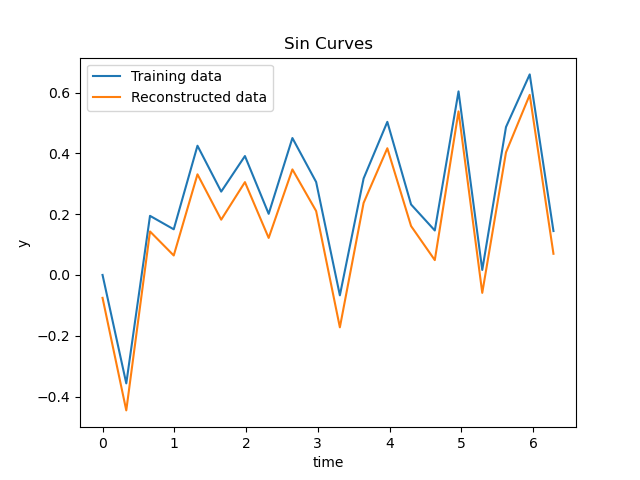 Sin Curves
Training data
Reconstructed data
0.6
0.4
0.2
0.0
−0.2
−0.4
y
0 1 2 3 4 5 6
time